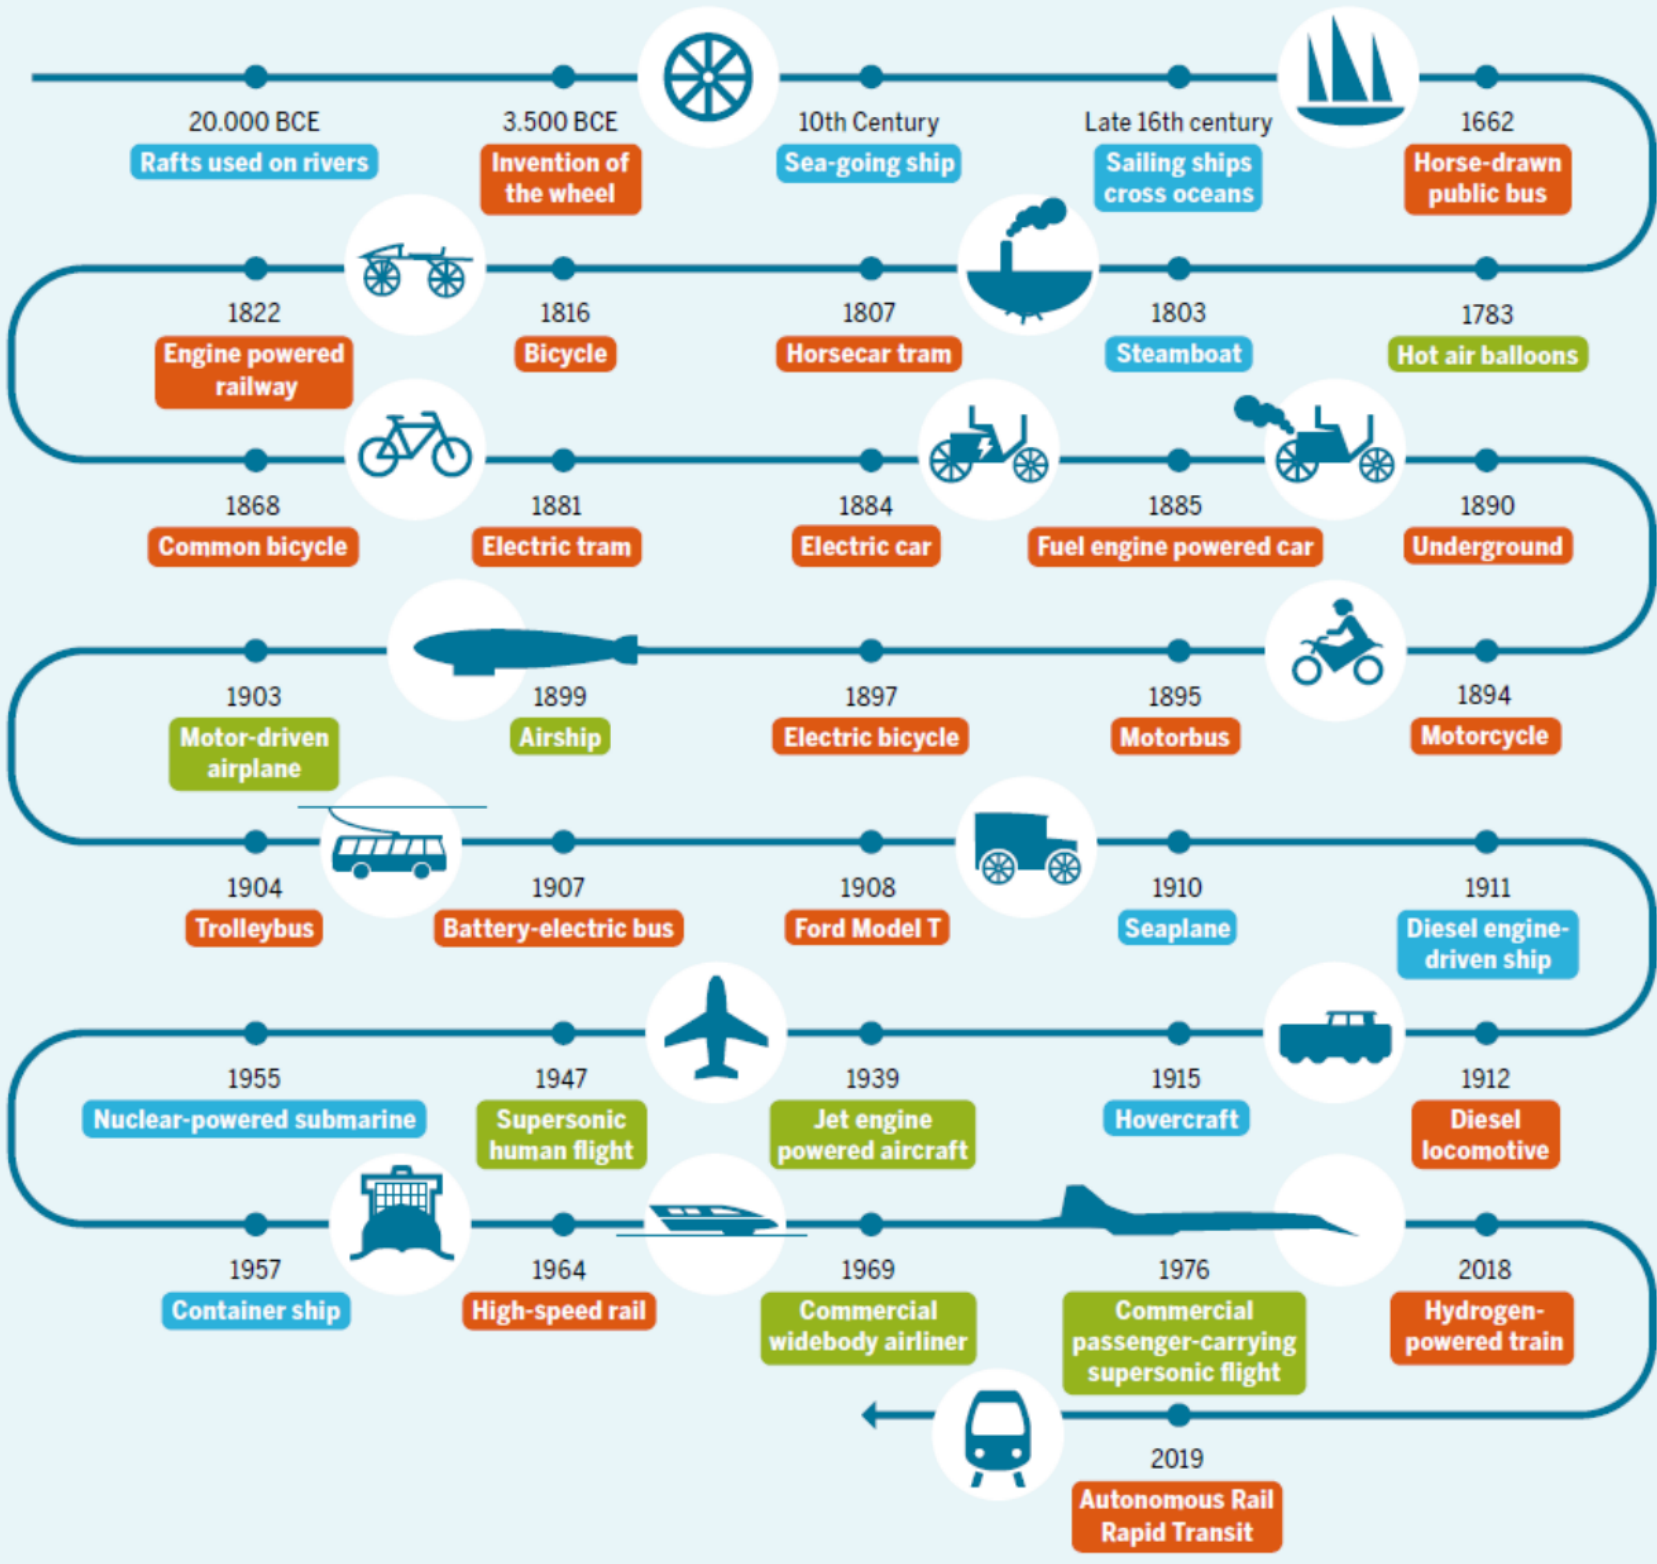 20.000 BCE
Rafts used on rivers
3.500 BCE
Invention of
the wheel
10th Century
Sea-going ship
Late 16th century
Sailing ships
cross oceans
1662
Horse-drawn
public bus
1783
Hot air balloons
1803
Steamboat
1807
Horsecar tram
1816
Bicycle
1822
Engine powered
railway
1868
Common bicycle
1881
Electric tram
1884
Electric car
1885
Fuel engine powered car
1890
Underground
1894
Motorcycle
1895
Motorbus
1897
Electric bicycle
1899
Airship
1903
Motor-driven
airplane
1904
Trolleybus
1907
Battery-electric bus
1908
Ford Model T
1910
Seaplane
1911
Diesel engine-
driven ship
1912
Diesel
locomotive
1915
Hovercraft
1939
Jet engine
powered aircraft
1947
Supersonic
human flight
1955
Nuclear-powered submarine
1957
Container ship
1964
High-speed rail
1969
Commercial
widebody airliner
1976
Commercial
passenger-carrying
supersonic flight
2018
Hydrogen-
powered train
2019
Autonomous Rail
Rapid Transit